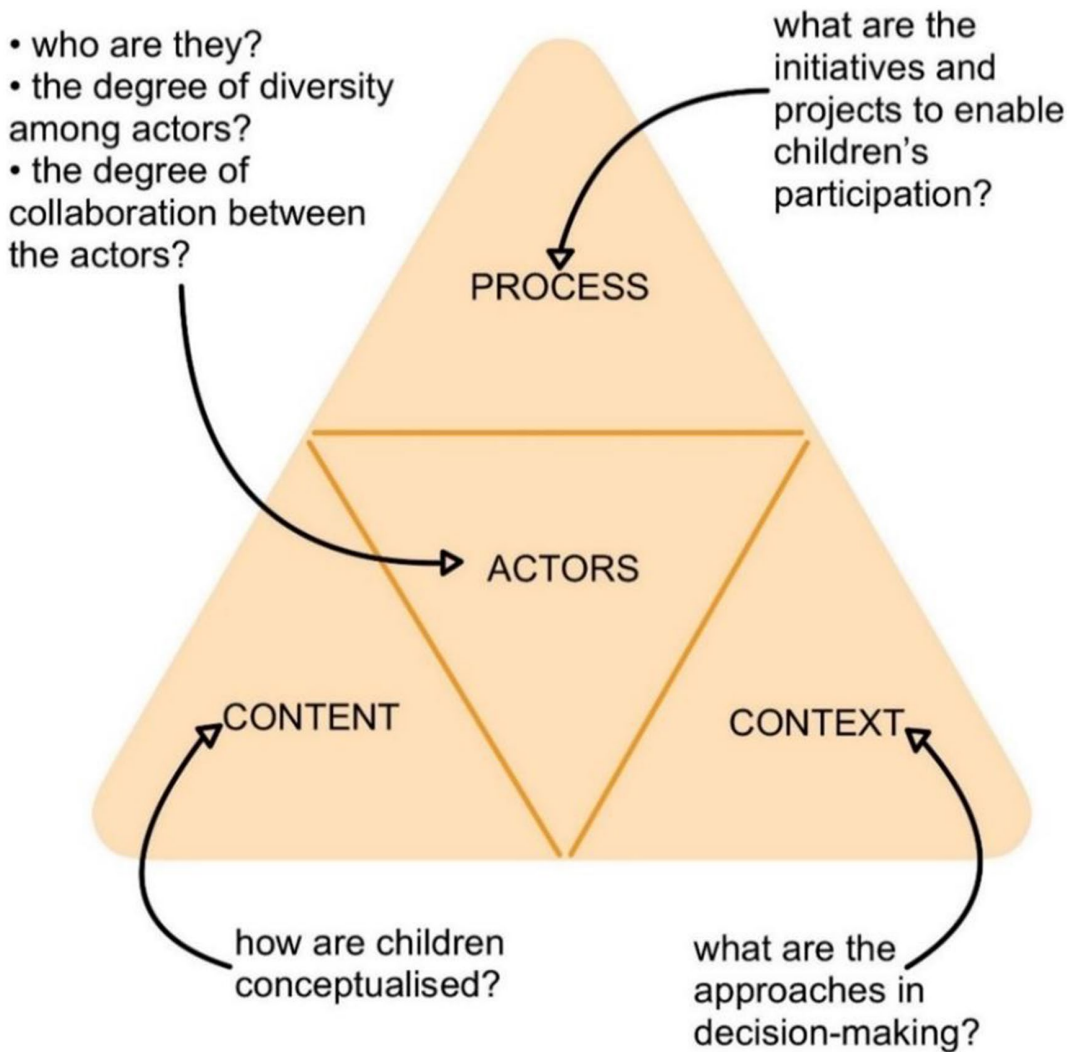 • who are they?
• the degree of diversity
among actors?
• the degree of
collaboration between
the actors?
what are the
initiatives and
projects to enable
children's
participation?
PROCESS
ACTORS
CONTENT
CONTEXT
how are children
conceptualised?
what are the
approaches in
decision-making?